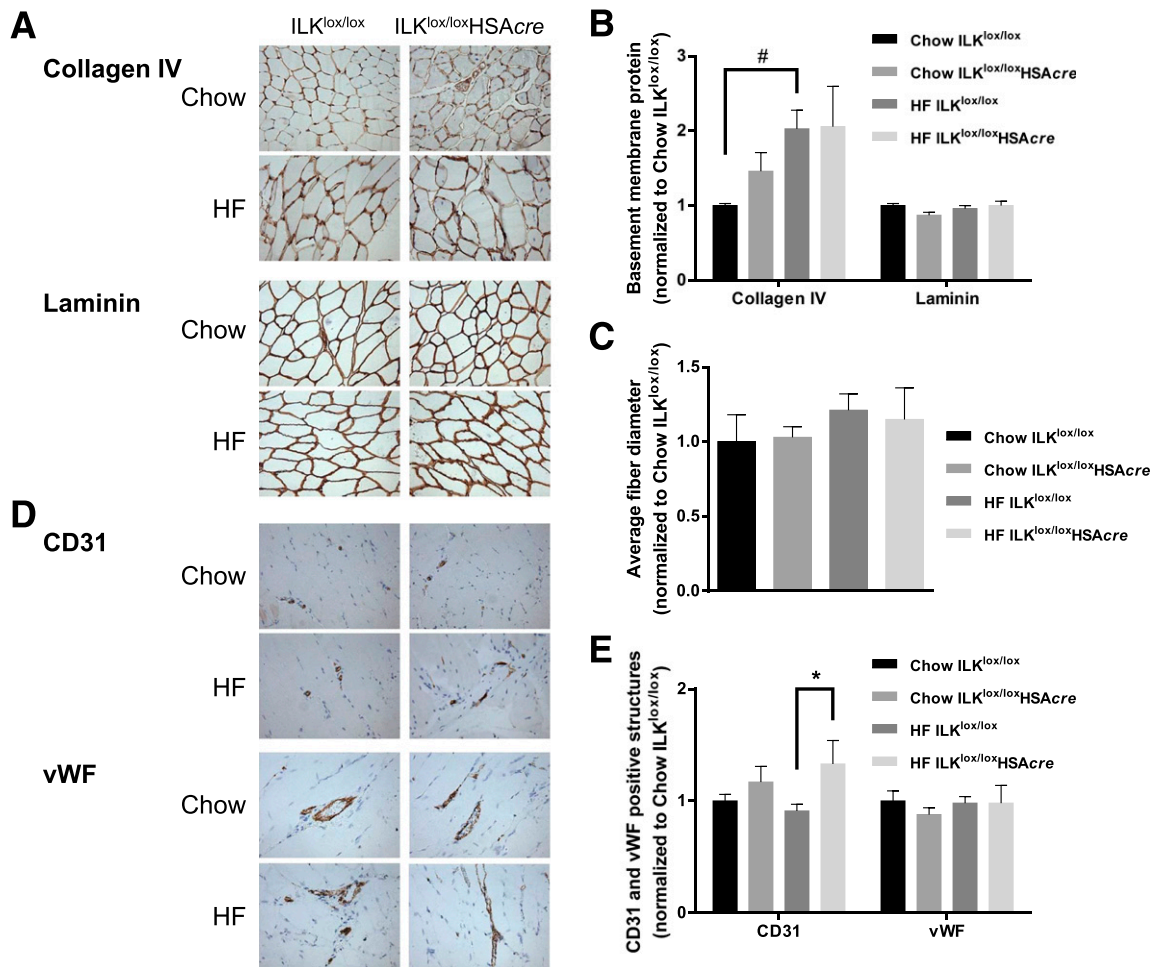 A
ILKlox/lox
ILKlox/loxHSAcre
Collagen IV
Chow
HF
Laminin
Chow
HF
D
CD31
Chow
HF
vWF
Chow
HF
B
Basement membrane protein
(normalized to Chow ILKlox/lox)
3
2
1
0
#
Collagen IV
Laminin
Chow ILKlox/lox
Chow ILKlox/loxHSAcre
HF ILKlox/lox
HF ILKlox/loxHSAcre
C
Average fiber diameter
(normalized to Chow ILKlox/lox)
1.5
1.0
0.5
0.0
Chow ILKlox/lox
Chow ILKlox/loxHSAcre
HF ILKlox/lox
HF ILKlox/loxHSAcre
E
CD31 and vWF positive structures
(normalized to Chow ILKlox/lox)
2
1
0
*
CD31
vWF
Chow ILKlox/lox
Chow ILKlox/loxHSAcre
HF ILKlox/lox
HF ILKlox/loxHSAcre